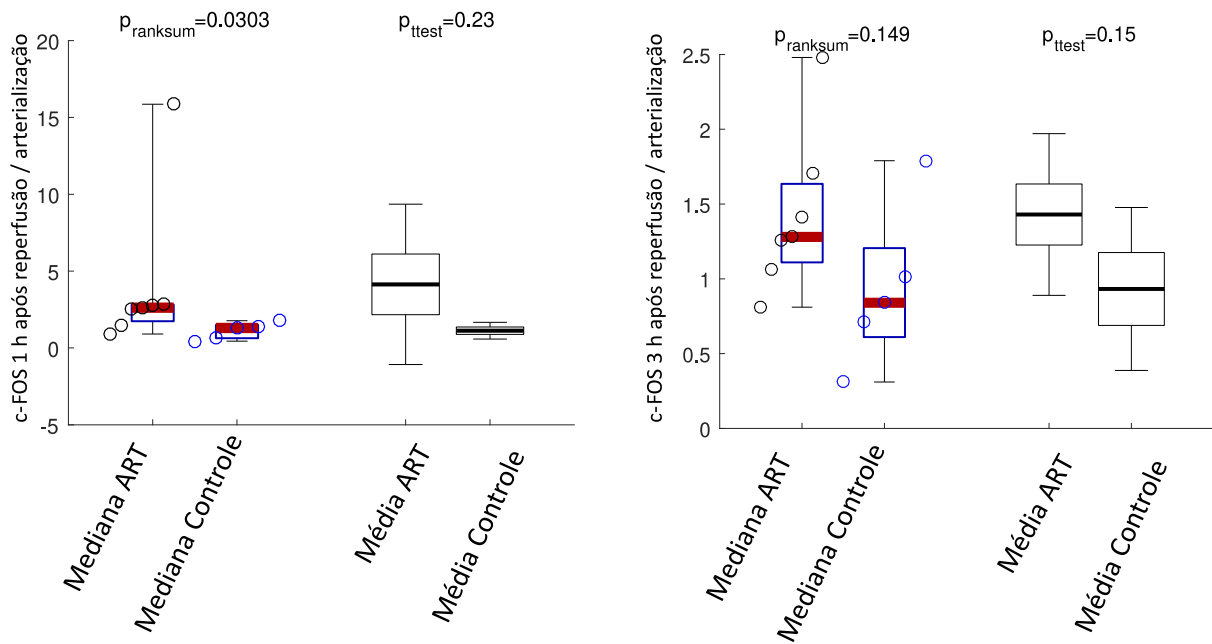 p_ranksum=0.0303
p_ttest=0.23
c-FOS 1 h após reperfusão / arterialização
20
15
10
5
0
-5
Mediana ART
Mediana Controle
Média ART
Média Controle
p_ranksum=0.149
p_ttest=0.15
c-FOS 3 h após reperfusão / arterialização
2.5
2
1.5
1
0.5
0
Mediana ART
Mediana Controle
Média ART
Média Controle